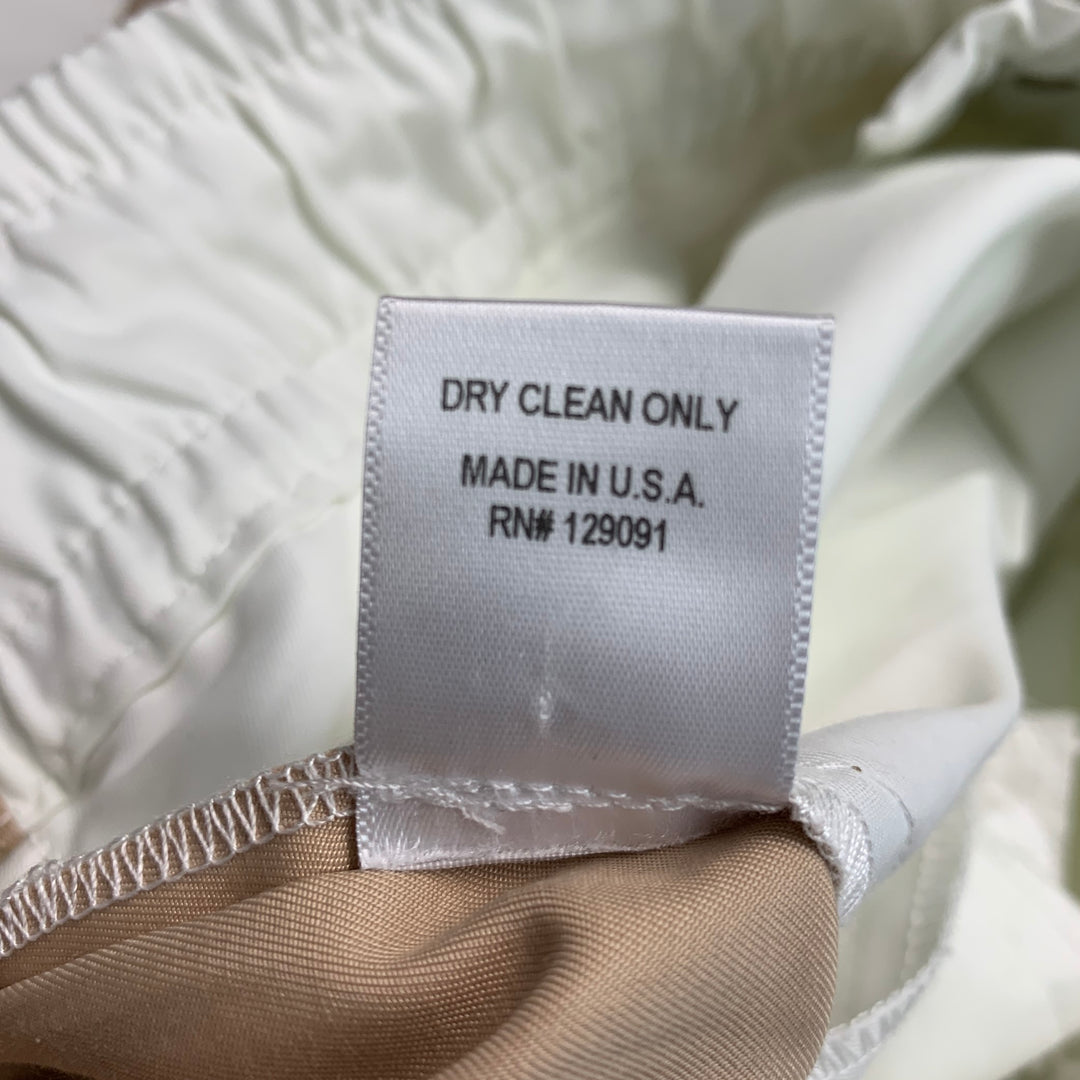 DRY CLEAN ONLY
MADE IN U.S.A.
RN# 129091